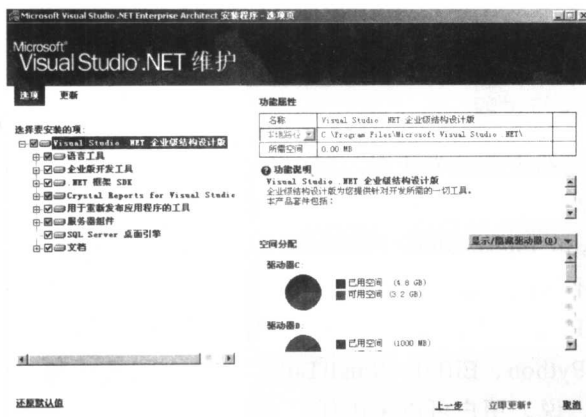 Microsoft Visual Studio .NET Enterprise Architect 安装程序 - 选项页
Microsoft®
Visual Studio .NET 维护
选项 更新
选择要安装的项:
Visual Studio .NET 企业级结构设计版
语言工具
企业版开发工具
.NET 框架 SDK
Crystal Reports for Visual Studio
用于重新发布应用程序的工具
服务器组件
SQL Server 桌面引擎
文档
还原默认值
功能属性
名称 Visual Studio .NET 企业级结构设计版
本地路径 C:\Program Files\Microsoft Visual Studio .NET\
所需空间 0.00 MB
功能说明
Visual Studio .NET 企业级结构设计版
企业级结构设计版为您提供针对开发所需的一切工具。
本产品套件包括:
空间分配
显示/隐藏驱动器(D)
驱动器C:
已用空间 (4.8 GB)
可用空间 (3.2 GB)
已用空间 (1000 MB)
上一步 立即更新! 取消